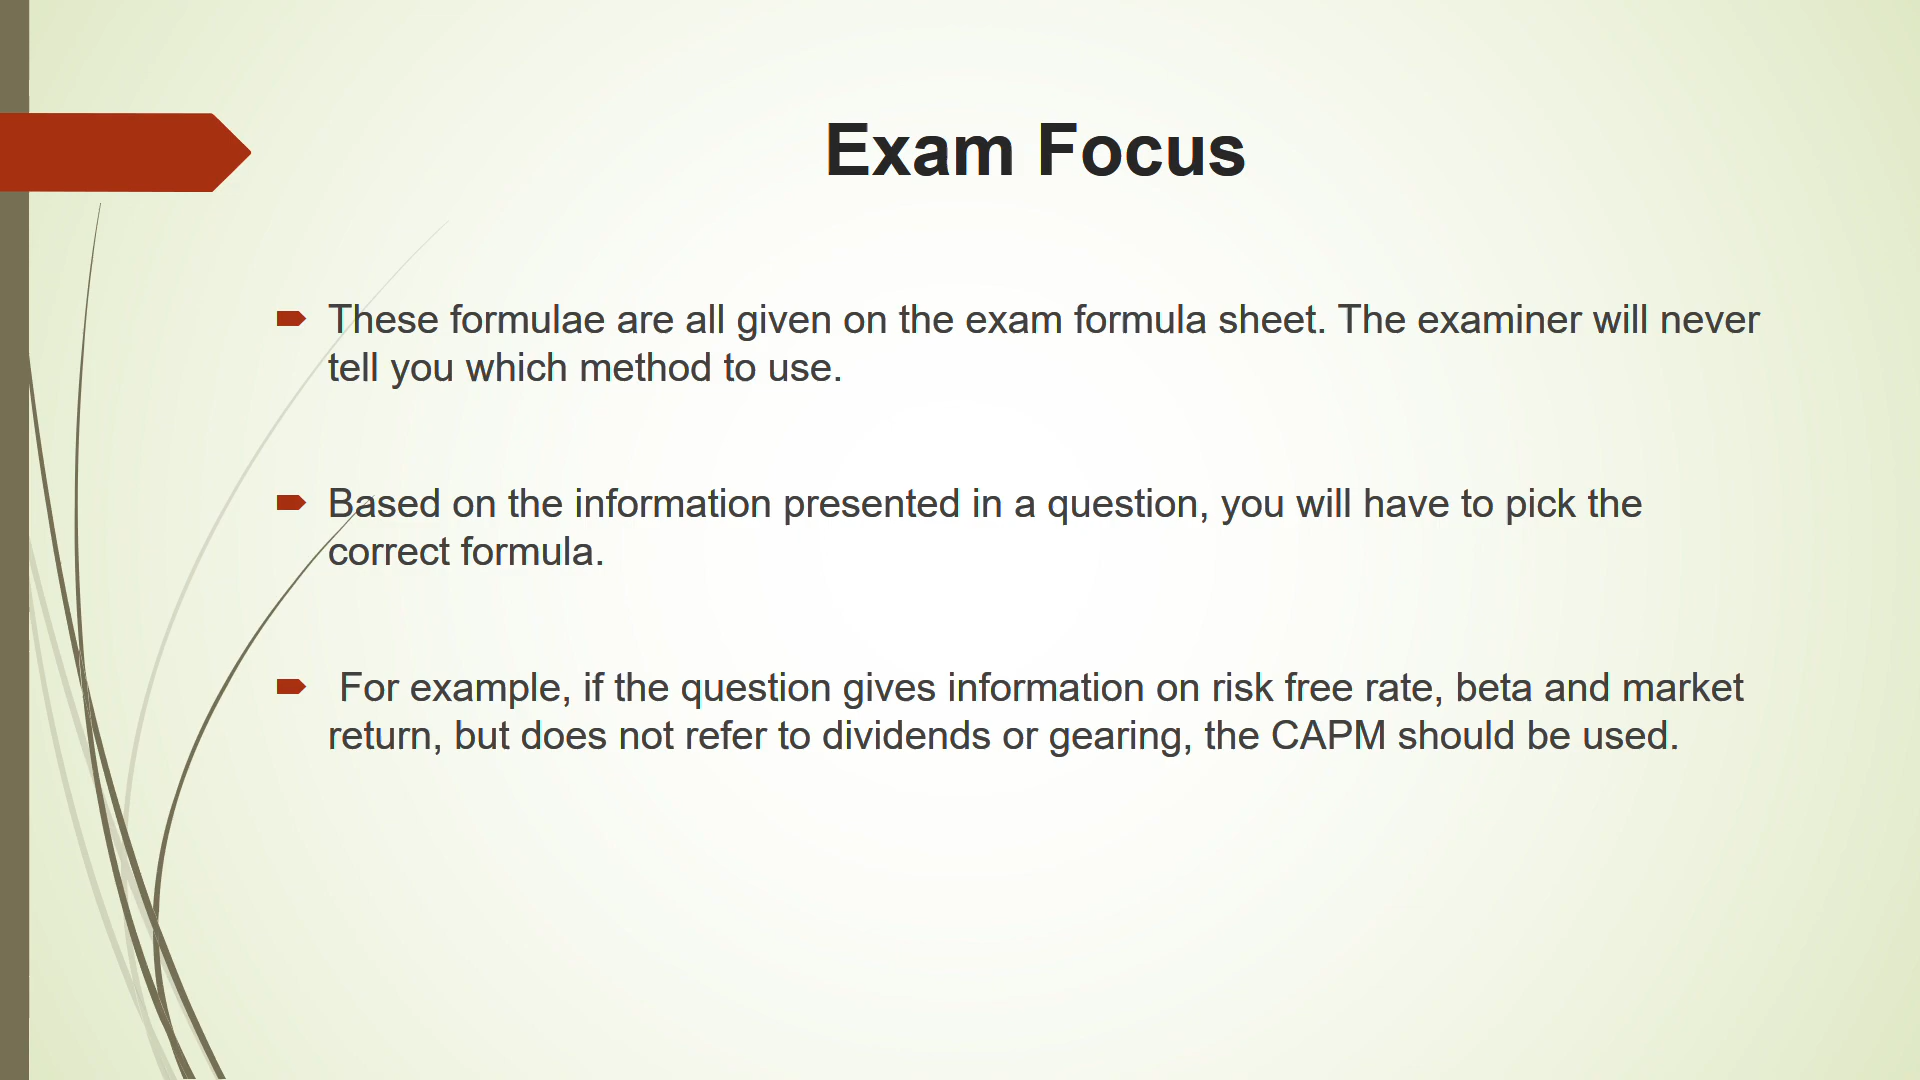 Exam Focus
These formulae are all given on the exam formula sheet. The examiner will never
tell you which method to use.
Based on the information presented in a question, you will have to pick the
correct formula.
For example, if the question gives information on risk free rate, beta and market
return, but does not refer to dividends or gearing, the CAPM should be used.